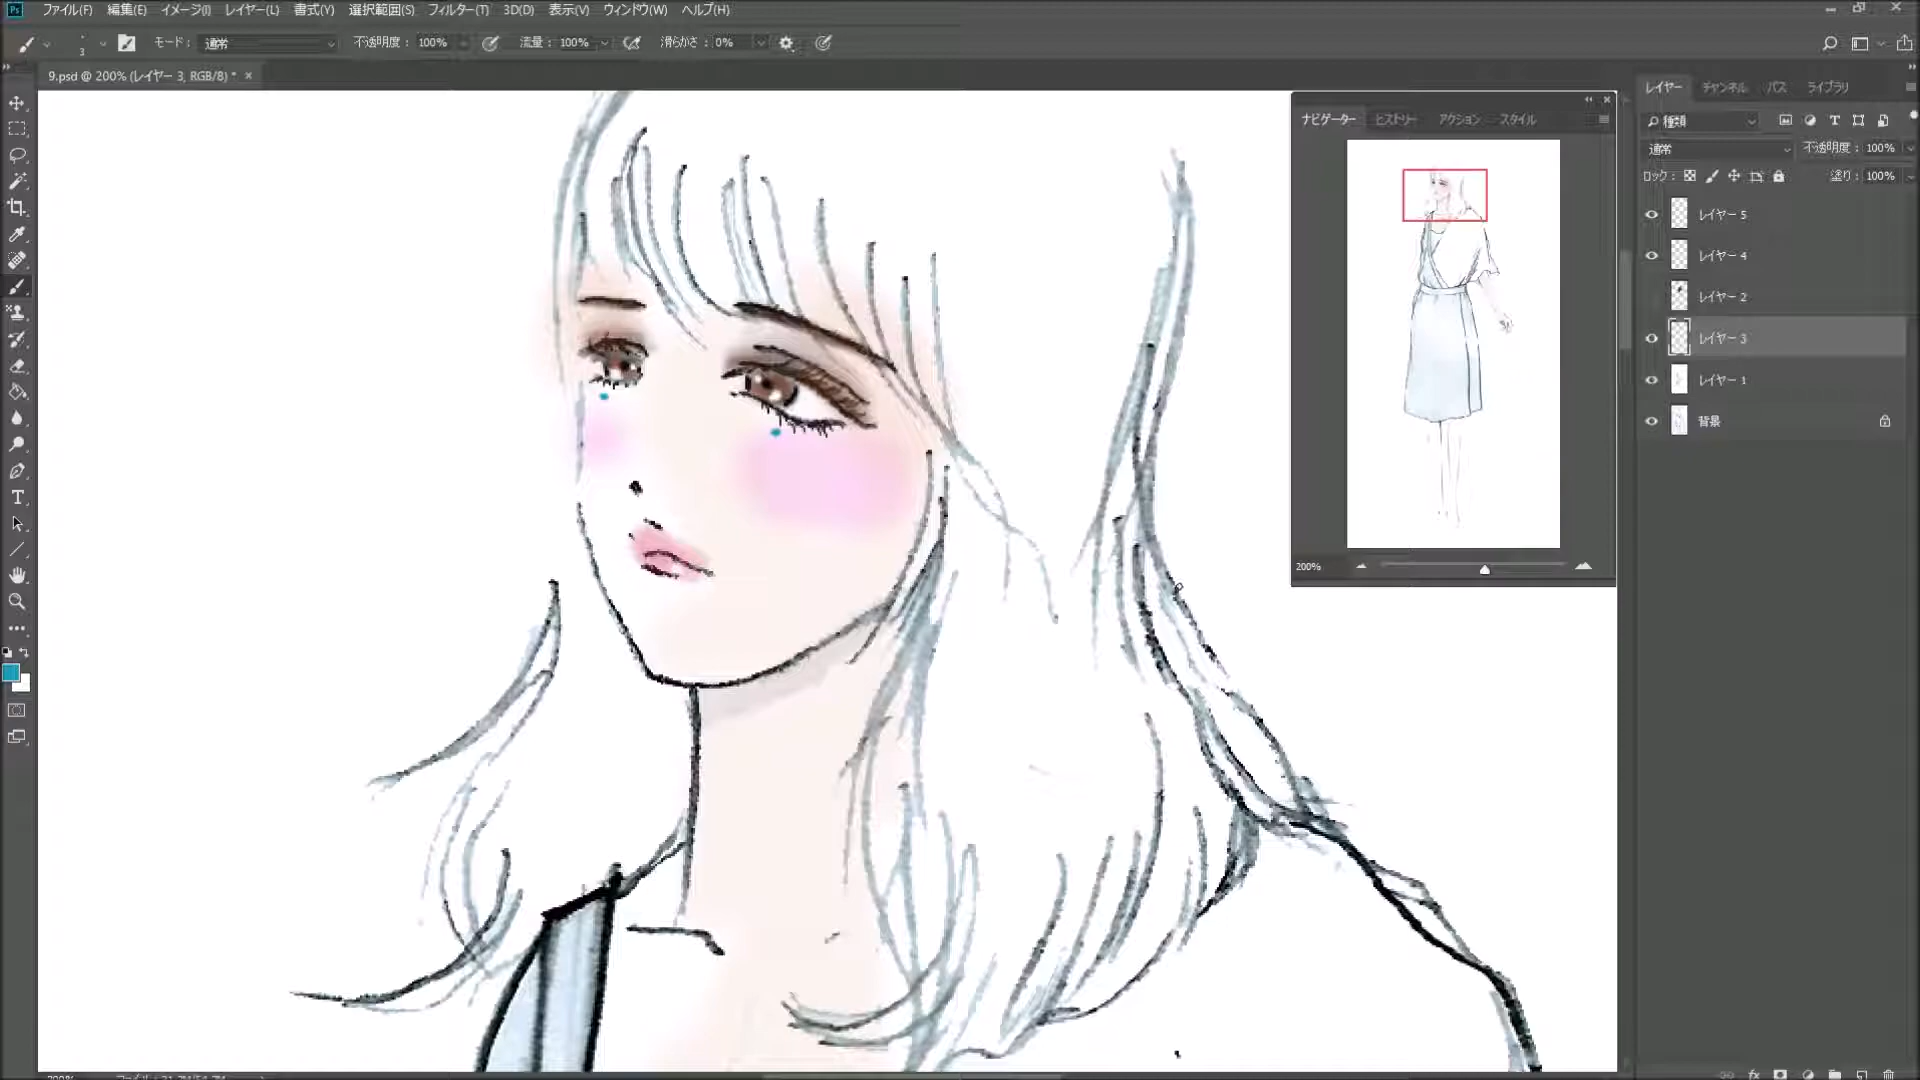 Ps ファイル(F) 編集(E) イメージ(I) レイヤー(L) 書式(Y) 選択範囲(S) フィルター(T) 3D(D) 表示(V) ウィンドウ(W) ヘルプ(H)
3 モード: 通常 不透明度: 100% 流量: 100% 滑らかさ: 0%
9.psd @ 200% (レイヤー 3, RGB/8) * ×
ナビゲーター ヒストリー アクション スタイル
200%
レイヤー チャンネル パス ライブラリ
種類
通常 不透明度: 100%
ロック: 塗り: 100%
レイヤー 5
レイヤー 4
レイヤー 2
レイヤー 3
レイヤー 1
背景